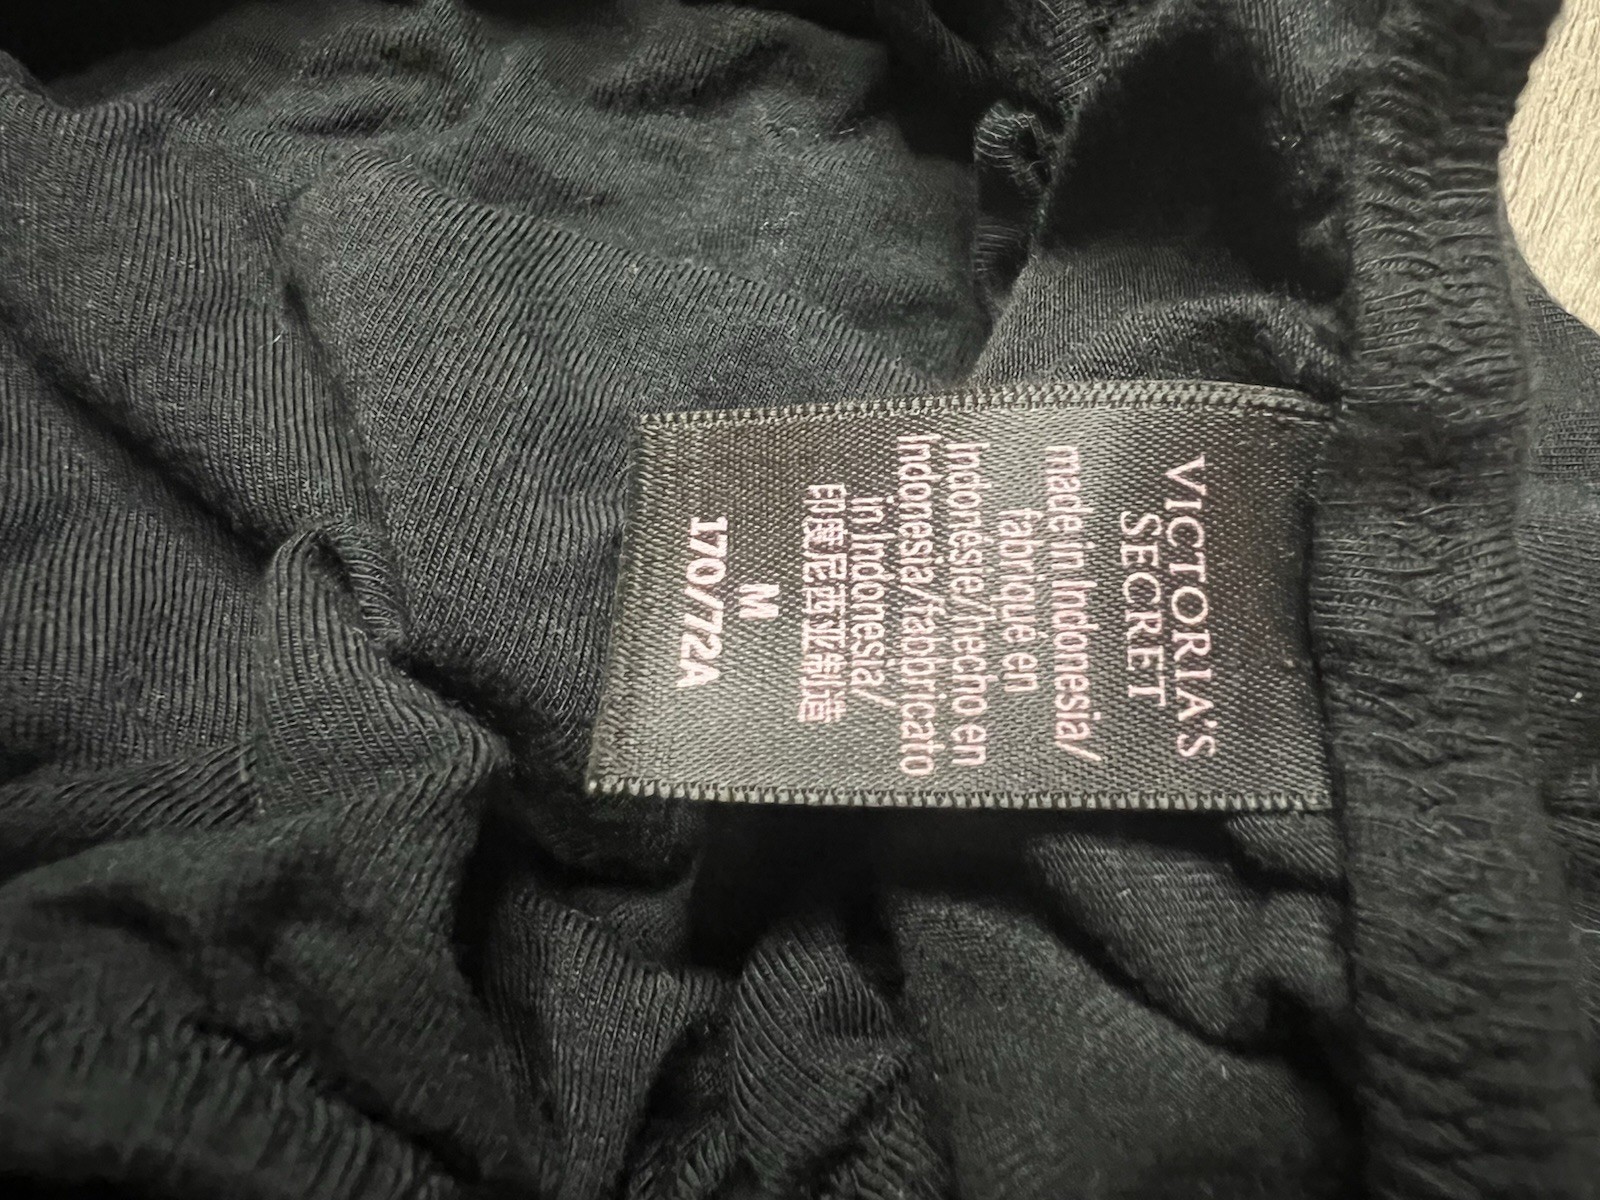 VICTORIA'S
SECRET
made in Indonesia/
fabriqué en
Indonésie/hecho en
Indonesia/fabbricato
in Indonesia/
印度尼西亚制造
M
170/72A